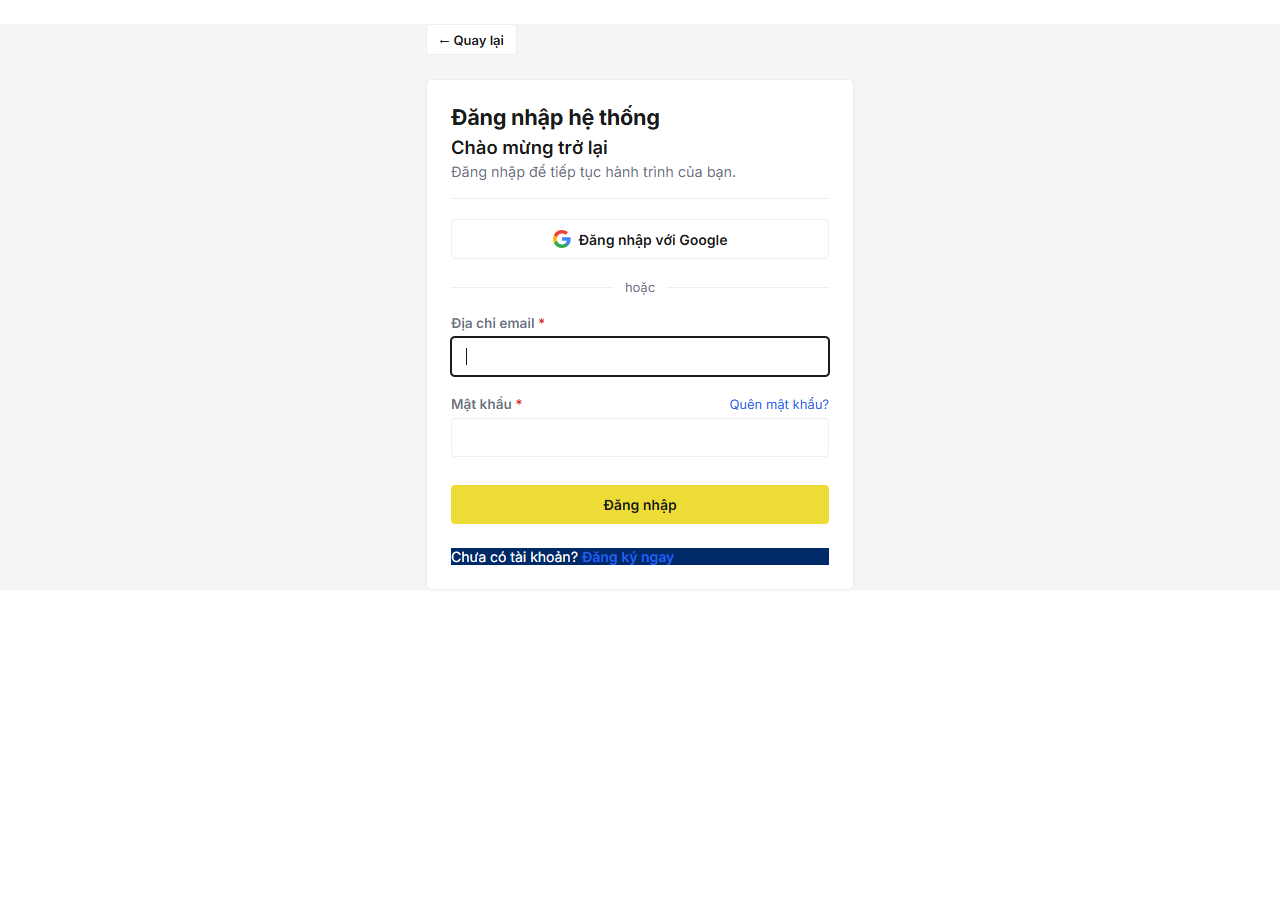 ← Quay lại
Đăng nhập hệ thống
Chào mừng trở lại
Đăng nhập để tiếp tục hành trình của bạn.
Đăng nhập với Google
hoặc
Địa chỉ email *
Mật khẩu * Quên mật khẩu?
Đăng nhập
Chưa có tài khoản? Đăng ký ngay